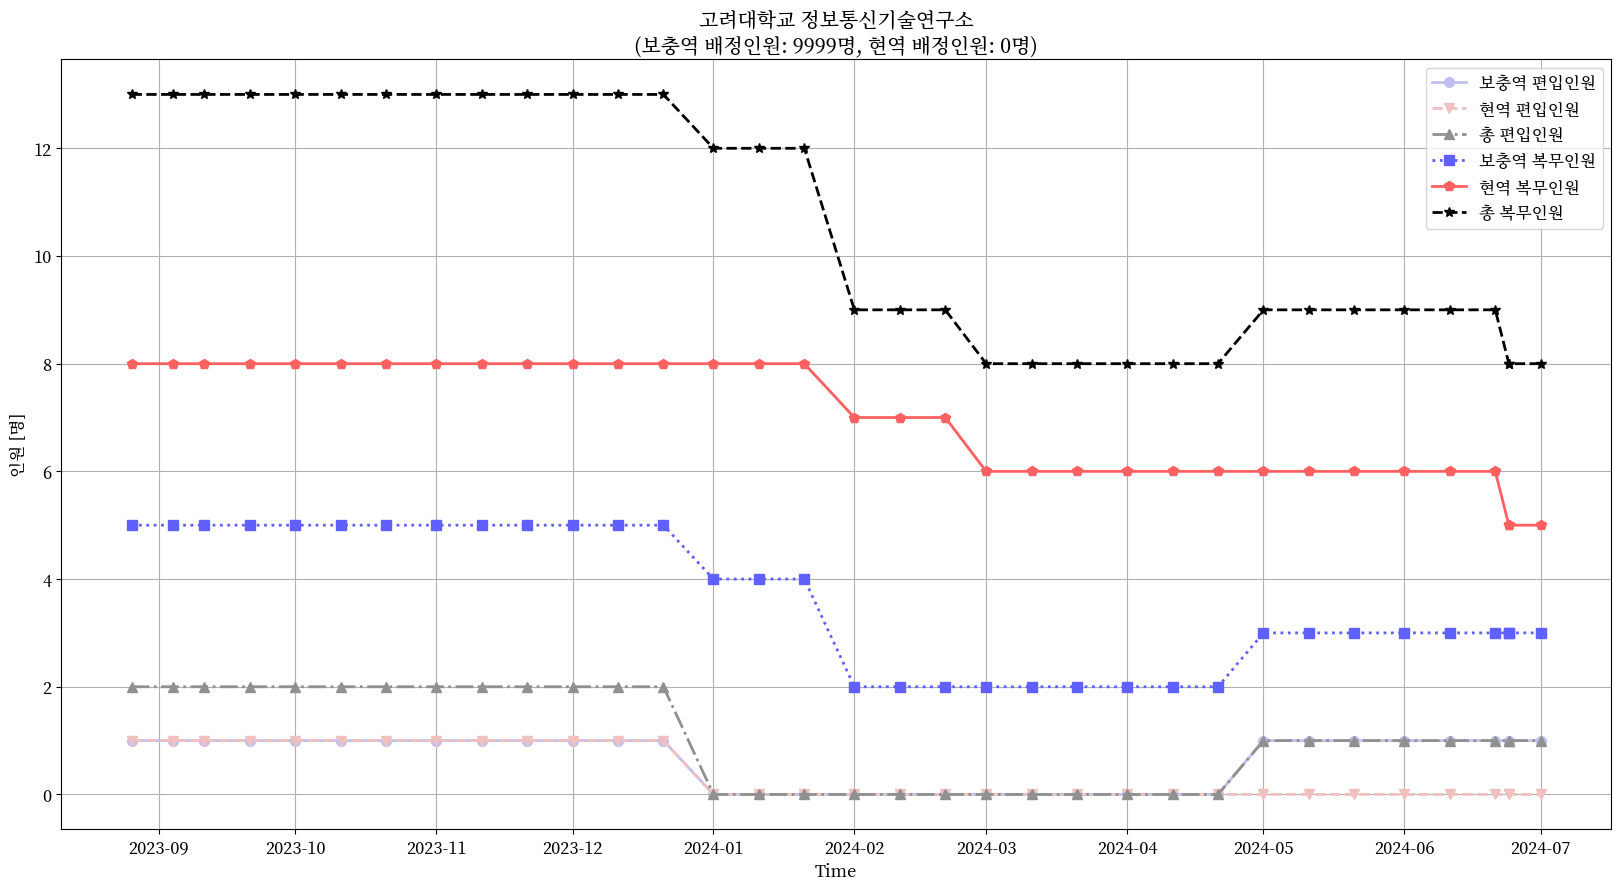 고려대학교 정보통신기술연구소
(보충역 배정인원: 9999명, 현역 배정인원: 0명)
보충역 편입인원
현역 편입인원
총 편입인원
보충역 복무인원
현역 복무인원
총 복무인원
인원 [명]
12
10
8
6
4
2
0
2023-09
2023-10
2023-11
2023-12
2024-01
2024-02
2024-03
2024-04
2024-05
2024-06
2024-07
Time